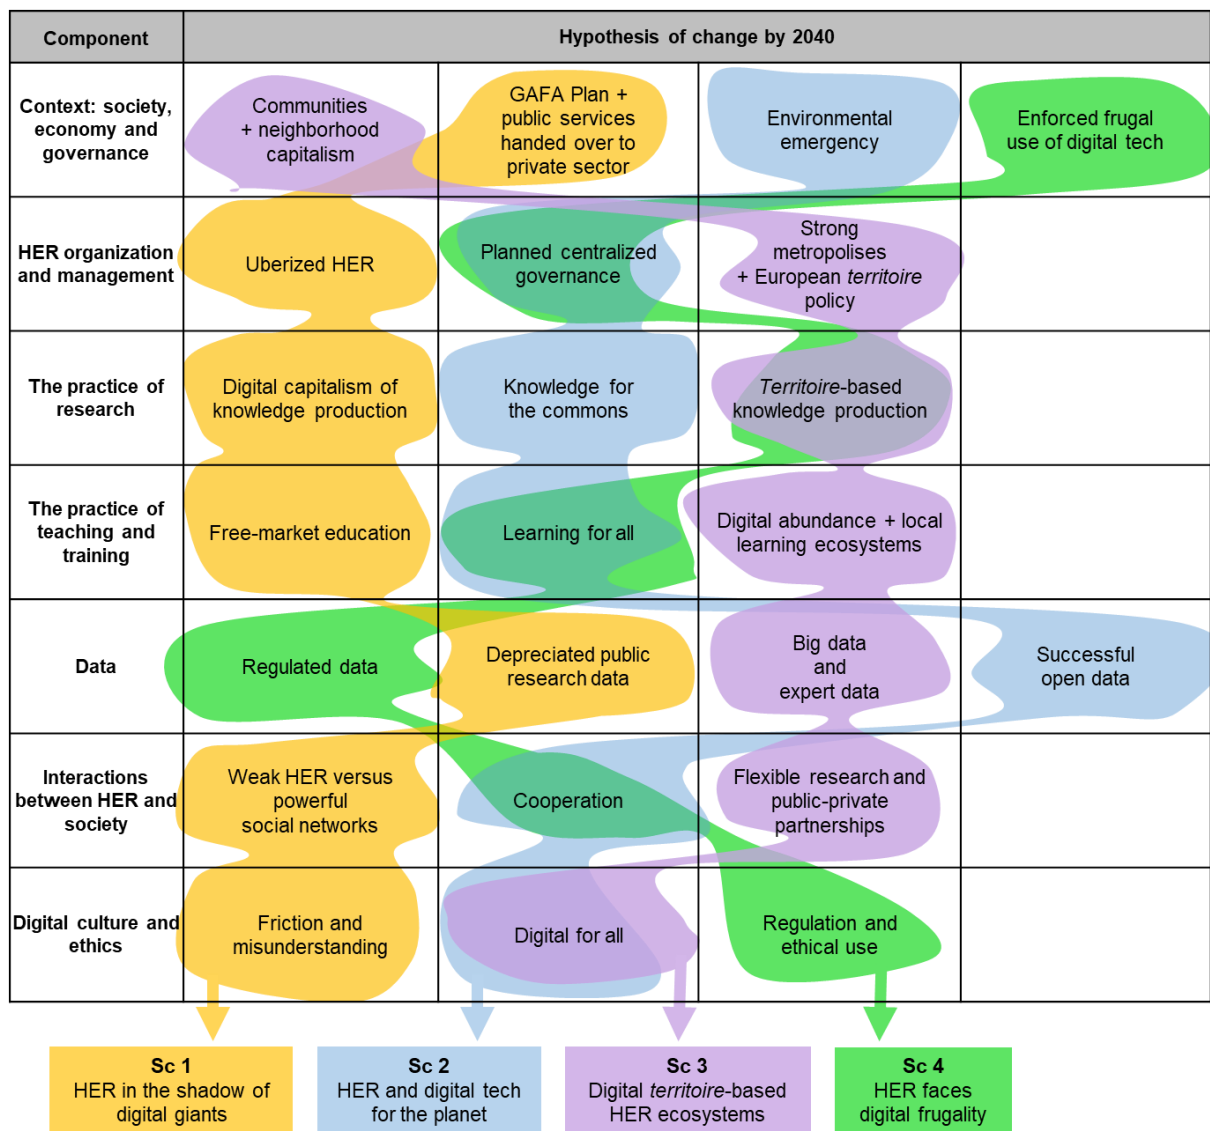 Component
Hypothesis of change by 2040
Context: society,
economy and
governance
Communities
+ neighborhood
capitalism
GAFA Plan +
public services
handed over to
private sector
Environmental
emergency
Enforced frugal
use of digital tech
HER organization
and management
Uberized HER
Planned centralized
governance
Strong
metropolises
+ European territoire
policy
The practice of
research
Digital capitalism of
knowledge production
Knowledge for
the commons
Territoire-based
knowledge production
The practice of
teaching and
training
Free-market education
Learning for all
Digital abundance + local
learning ecosystems
Data
Regulated data
Depreciated public
research data
Big data
and
expert data
Successful
open data
Interactions
between HER and
society
Weak HER versus
powerful
social networks
Cooperation
Flexible research and
public-private
partnerships
Digital culture and
ethics
Friction and
misunderstanding
Digital for all
Regulation and
ethical use
Sc 1
HER in the shadow of
digital giants
Sc 2
HER and digital tech
for the planet
Sc 3
Digital territoire-based
HER ecosystems
Sc 4
HER faces
digital frugality